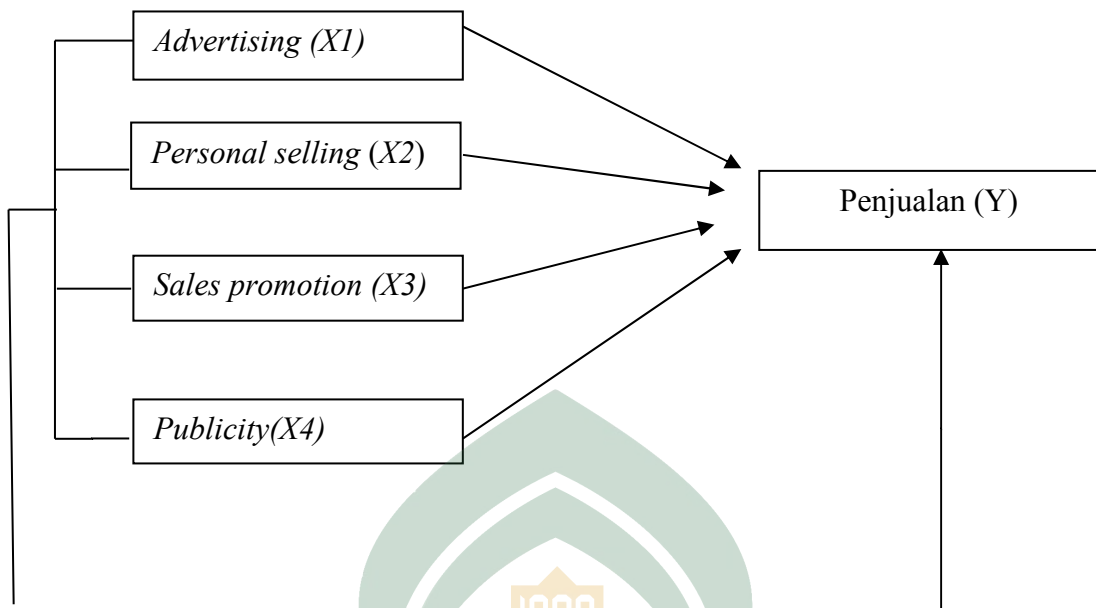 Advertising (X1)
Personal selling (X2)
Penjualan (Y)
Sales promotion (X3)
Publicity(X4)